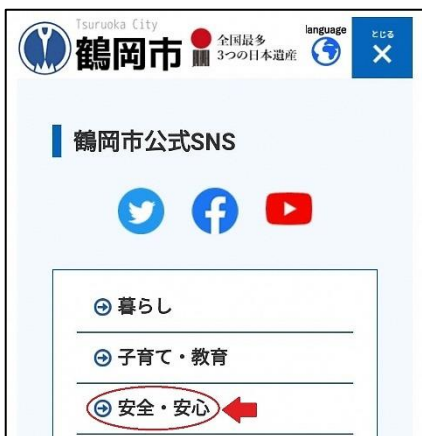 Tsuruoka City
鶴岡市
全国最多
3つの日本遺産
language
とじる
鶴岡市公式SNS
暮らし
子育て・教育
安全・安心